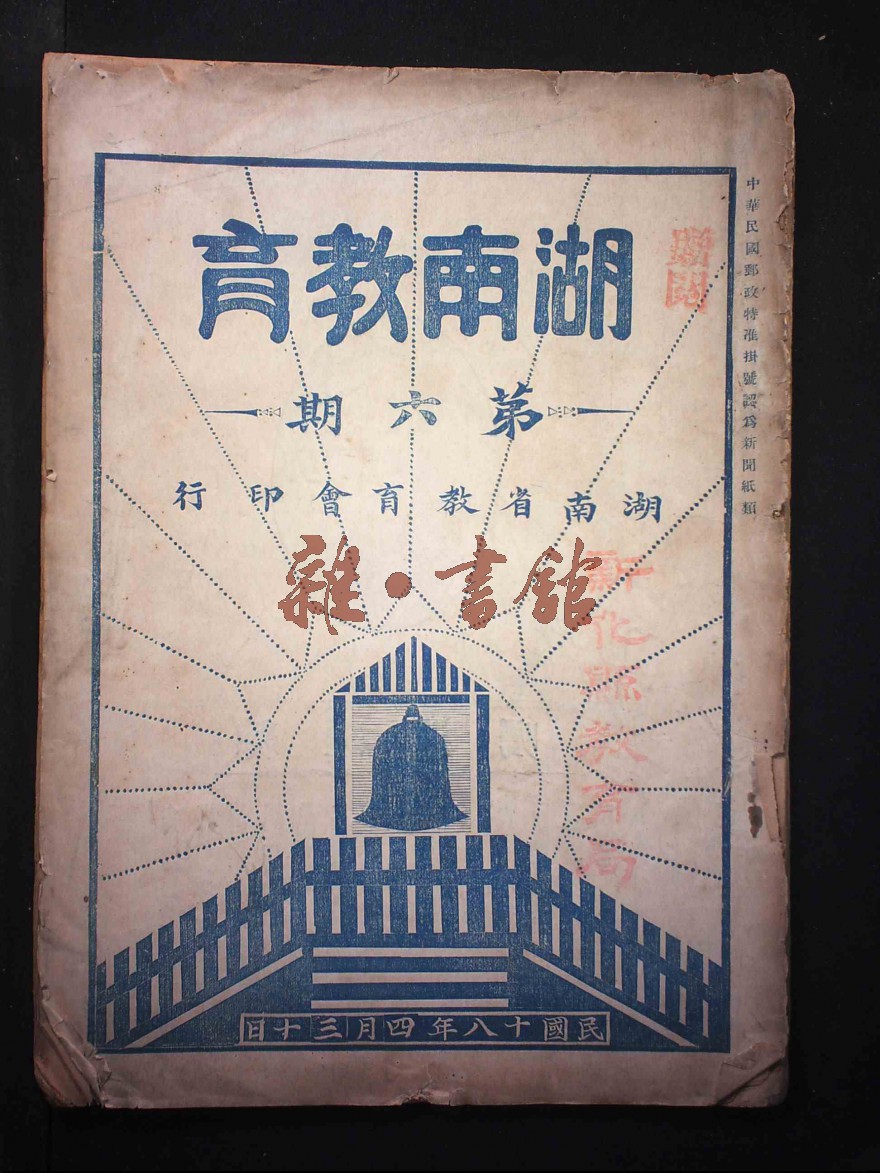 湖南教育
第六期
湖南省教育會印行
雜·書館
民國十八年四月三十日
中華民國郵政特准掛號認爲新聞紙類
新化縣教育局